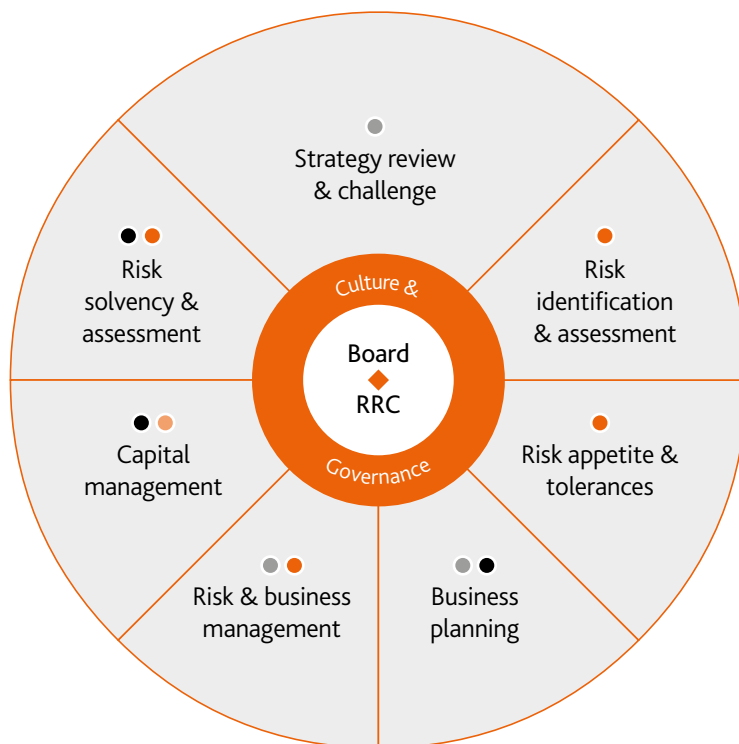 Strategy review
& challenge
Risk
identification
& assessment
Risk appetite &
tolerances
Business
planning
Risk & business
management
Capital
management
Risk
solvency &
assessment
Culture &
Governance
Board
RRC